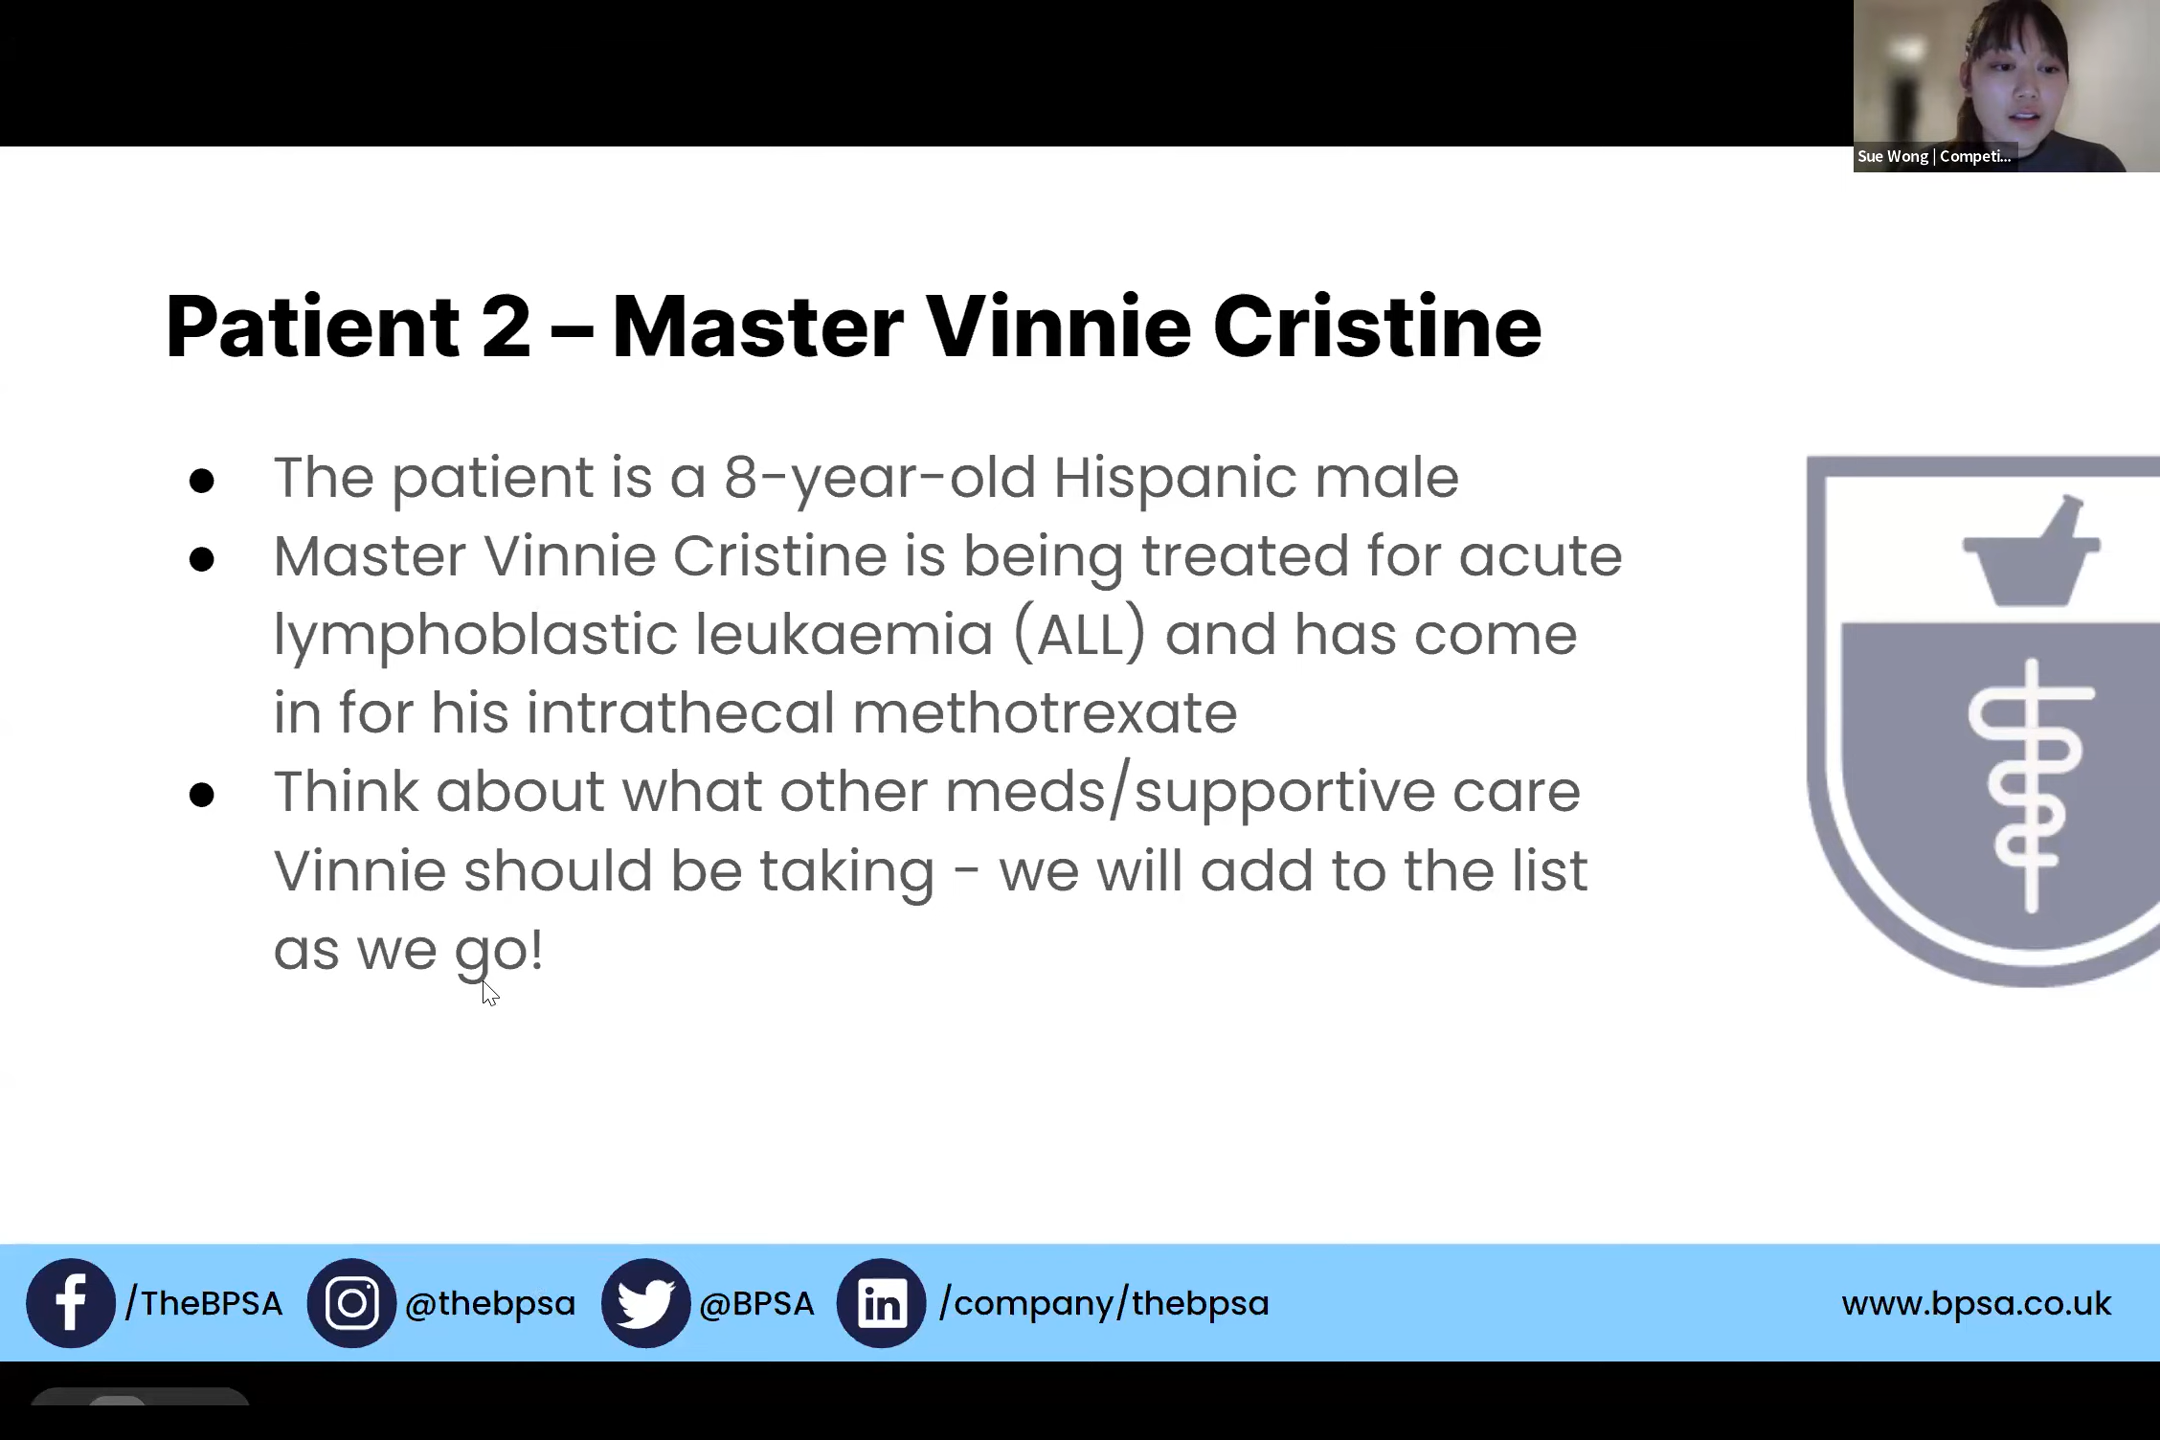 Sue Wong | Competi...
Patient 2 – Master Vinnie Cristine
● The patient is a 8-year-old Hispanic male
● Master Vinnie Cristine is being treated for acute
lymphoblastic leukaemia (ALL) and has come
in for his intrathecal methotrexate
● Think about what other meds/supportive care
Vinnie should be taking - we will add to the list
as we go!
/TheBPSA @thebpsa @BPSA /company/thebpsa www.bpsa.co.uk